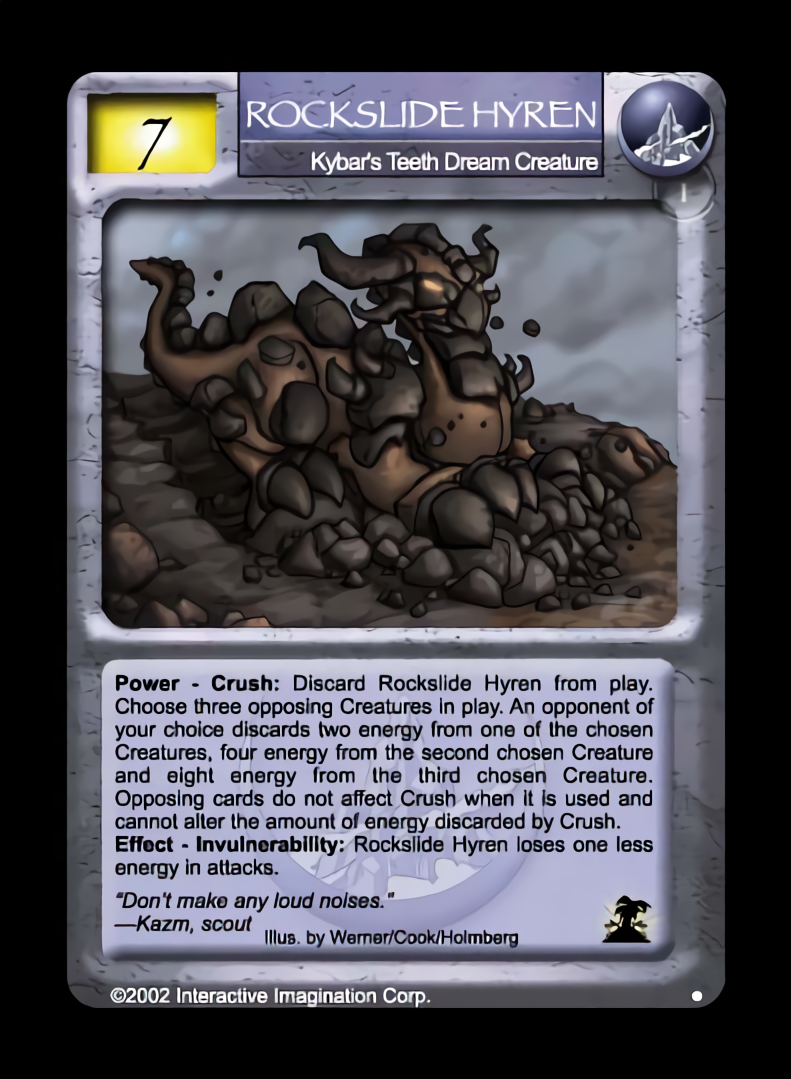 7
ROCKSLIDE HYREN
Kybar's Teeth Dream Creature
1
Power - Crush: Discard Rockslide Hyren from play.
Choose three opposing Creatures in play. An opponent of
your choice discards two energy from one of the chosen
Creatures, four energy from the second chosen Creature
and eight energy from the third chosen Creature.
Opposing cards do not affect Crush when it is used and
cannot alter the amount of energy discarded by Crush.
Effect - Invulnerability: Rockslide Hyren loses one less
energy in attacks.
"Don't make any loud noises."
—Kazm, scout
Illus. by Werner/Cook/Holmberg
©2002 Interactive Imagination Corp.